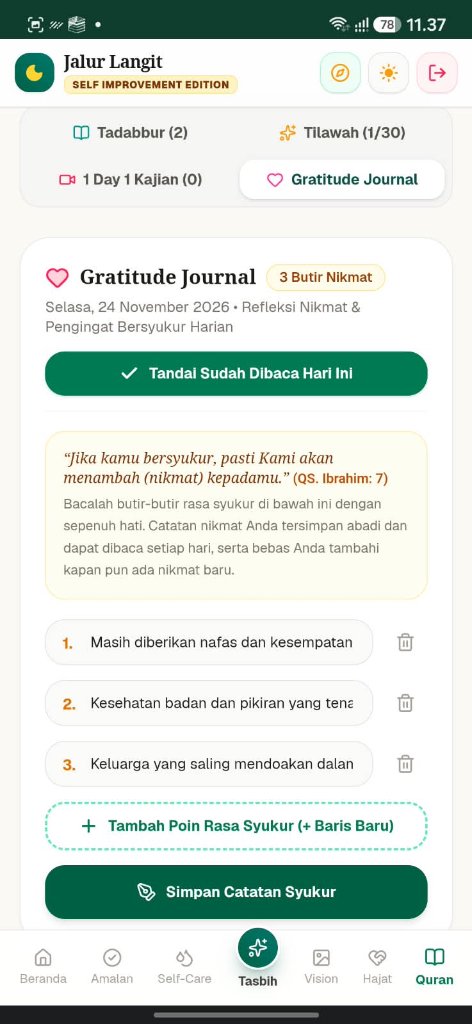 78 11.37
Jalur Langit
SELF IMPROVEMENT EDITION
Tadabbur (2)
Tilawah (1/30)
1 Day 1 Kajian (0)
Gratitude Journal
Gratitude Journal
3 Butir Nikmat
Selasa, 24 November 2026 • Refleksi Nikmat &
Pengingat Bersyukur Harian
Tandai Sudah Dibaca Hari Ini
“Jika kamu bersyukur, pasti Kami akan
menambah (nikmat) kepadamu.” (QS. Ibrahim: 7)
Bacalah butir-butir rasa syukur di bawah ini dengan
sepenuh hati. Catatan nikmat Anda tersimpan abadi dan
dapat dibaca setiap hari, serta bebas Anda tambahi
kapan pun ada nikmat baru.
1. Masih diberikan nafas dan kesempatan
2. Kesehatan badan dan pikiran yang tena
3. Keluarga yang saling mendoakan dalan
Tambah Poin Rasa Syukur (+ Baris Baru)
Simpan Catatan Syukur
Beranda
Amalan
Self-Care
Tasbih
Vision
Hajat
Quran